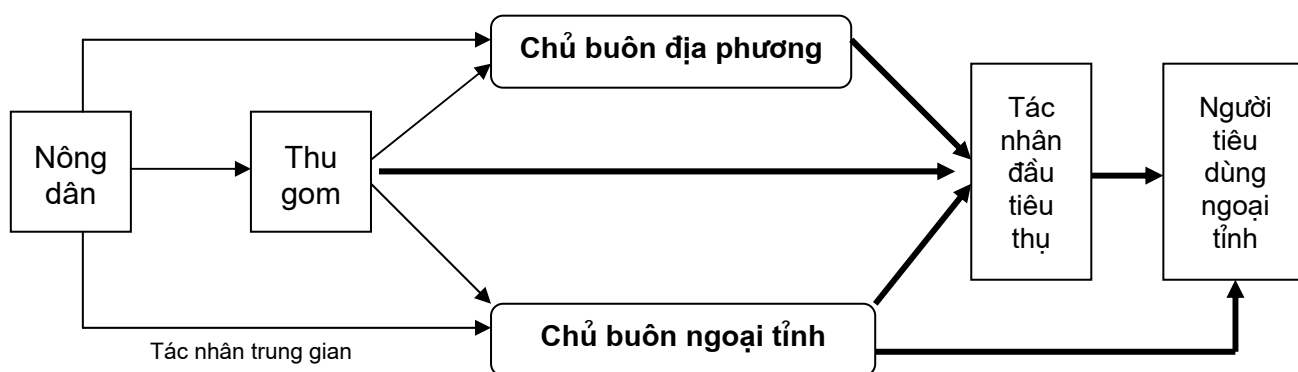 Chủ buôn địa phương
Nông
dân
Thu
gom
Tác
nhân
đầu
tiêu
thụ
Người
tiêu
dùng
ngoại
tỉnh
Chủ buôn ngoại tỉnh
Tác nhân trung gian